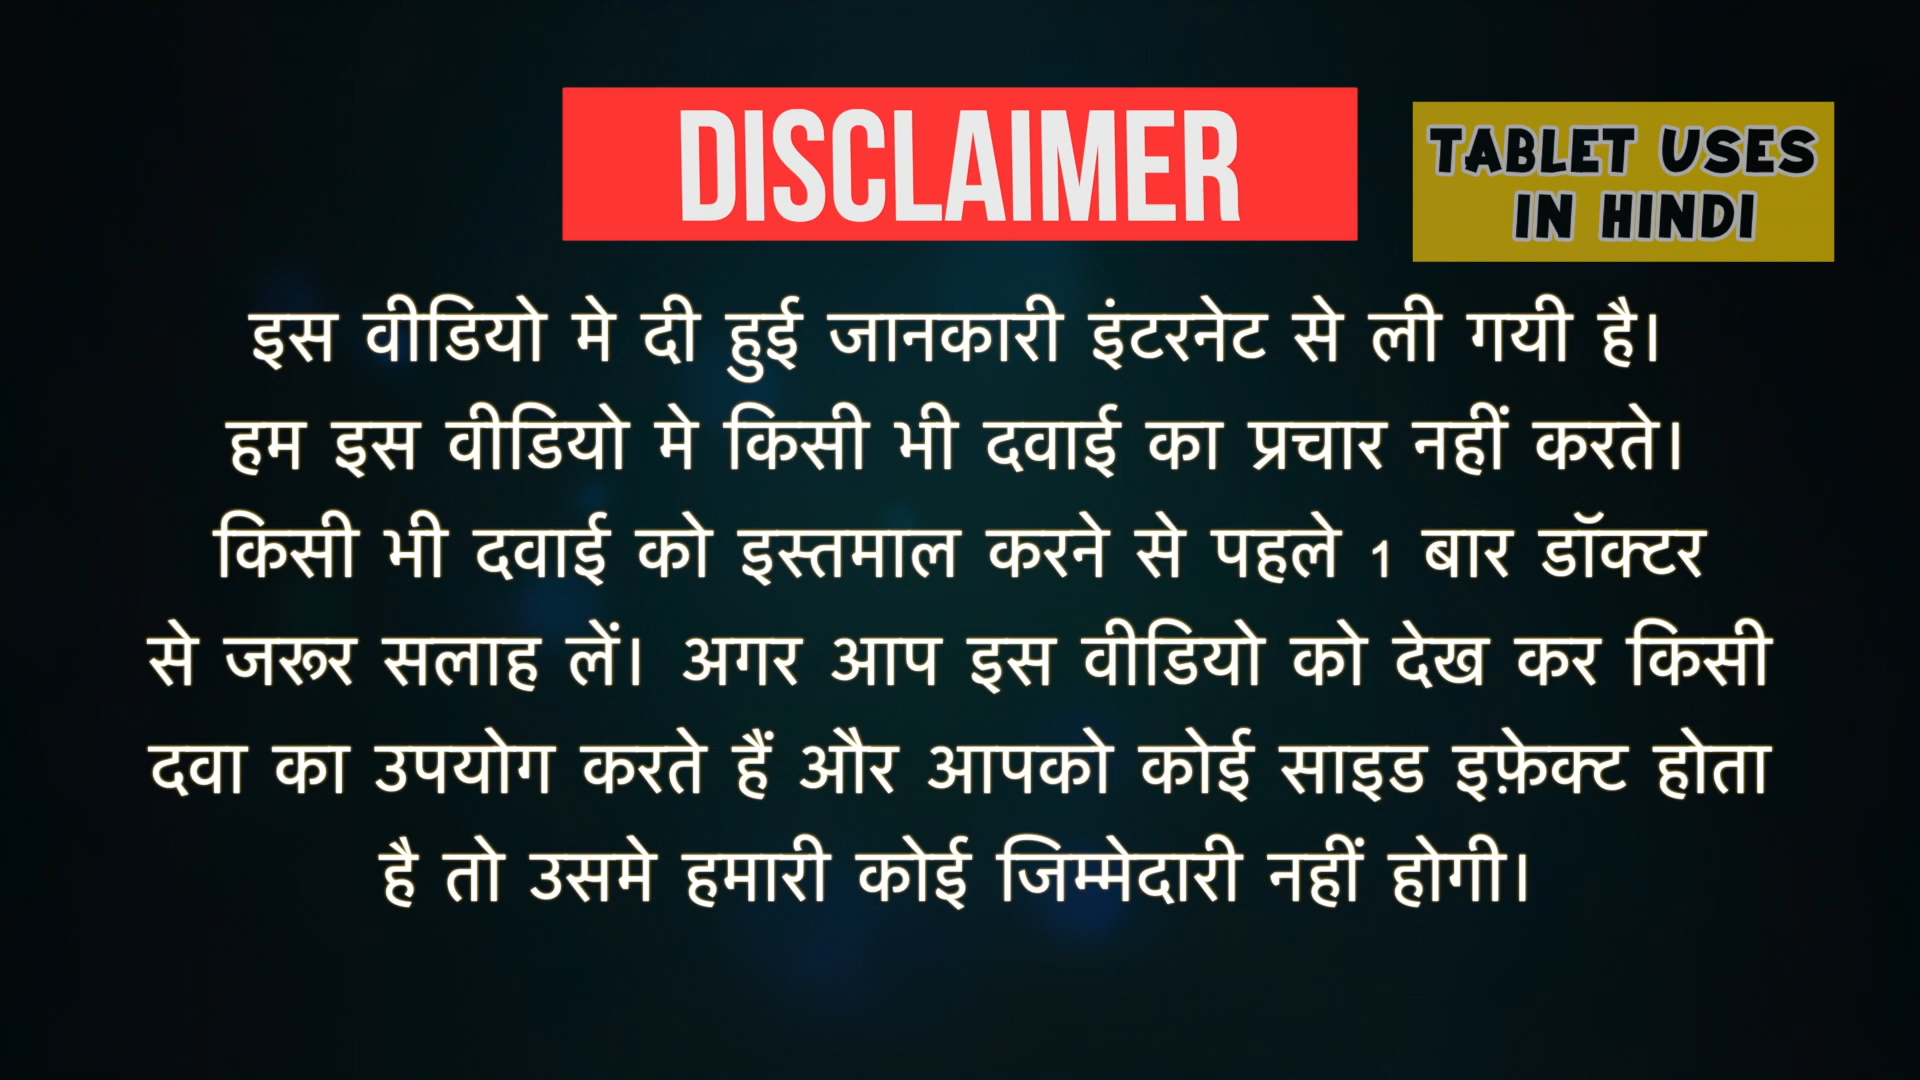 DISCLAIMER
TABLET USES
IN HINDI
इस वीडियो मे दी हुई जानकारी इंटरनेट से ली गयी है।
हम इस वीडियो मे किसी भी दवाई का प्रचार नहीं करते।
किसी भी दवाई को इस्तमाल करने से पहले 1 बार डॉक्टर
से जरूर सलाह लें। अगर आप इस वीडियो को देख कर किसी
दवा का उपयोग करते हैं और आपको कोई साइड इफ़ेक्ट होता
है तो उसमे हमारी कोई जिम्मेदारी नहीं होगी।